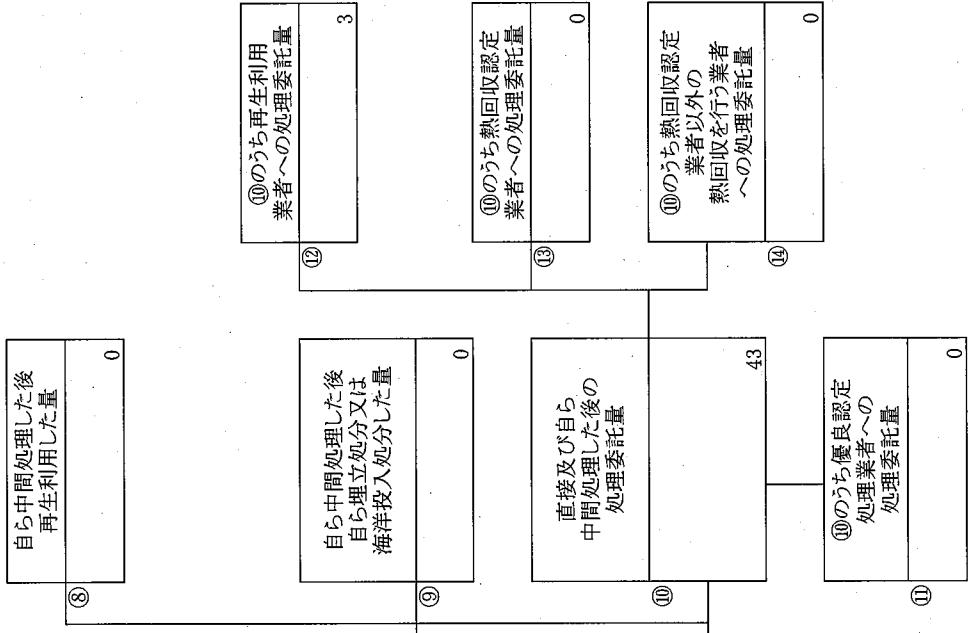 ⑧
自ら中間処理した後
再生利用した量
0
⑨
自ら中間処理した後
自ら埋立処分又は
海洋投入処分した量
0
⑩
直接及び自ら
中間処理した後の
処理委託量
43
⑪
⑩のうち優良認定
処理業者への
処理委託量
0
⑫
⑩のうち再生利用
業者への処理委託量
3
⑬
⑩のうち熱回収認定
業者への処理委託量
0
⑭
⑩のうち熱回収認定
業者以外の
熱回収を行う業者
への処理委託量
0